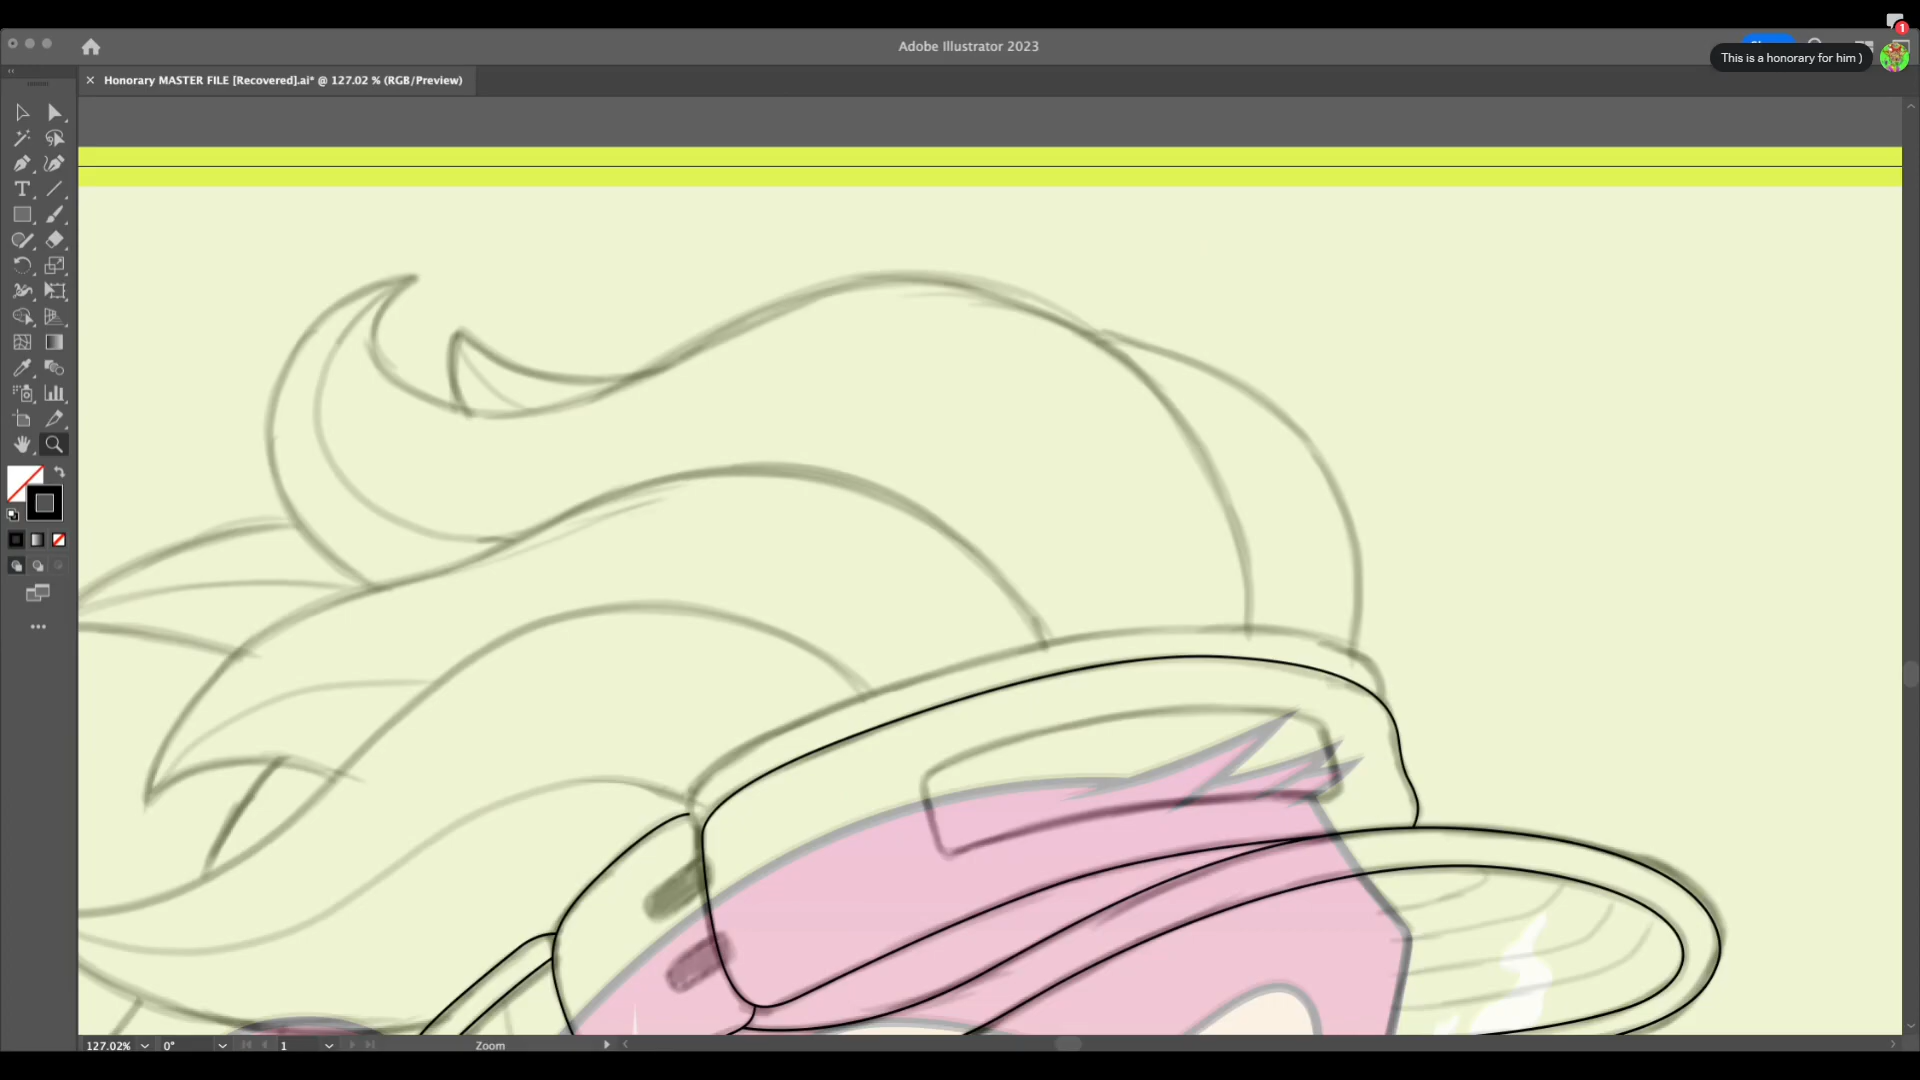 1
Adobe Illustrator 2023
This is a honorary for him )
Honorary MASTER FILE [Recovered].ai* @ 127.02 % (RGB/Preview)
127.02%
0°
1
Zoom